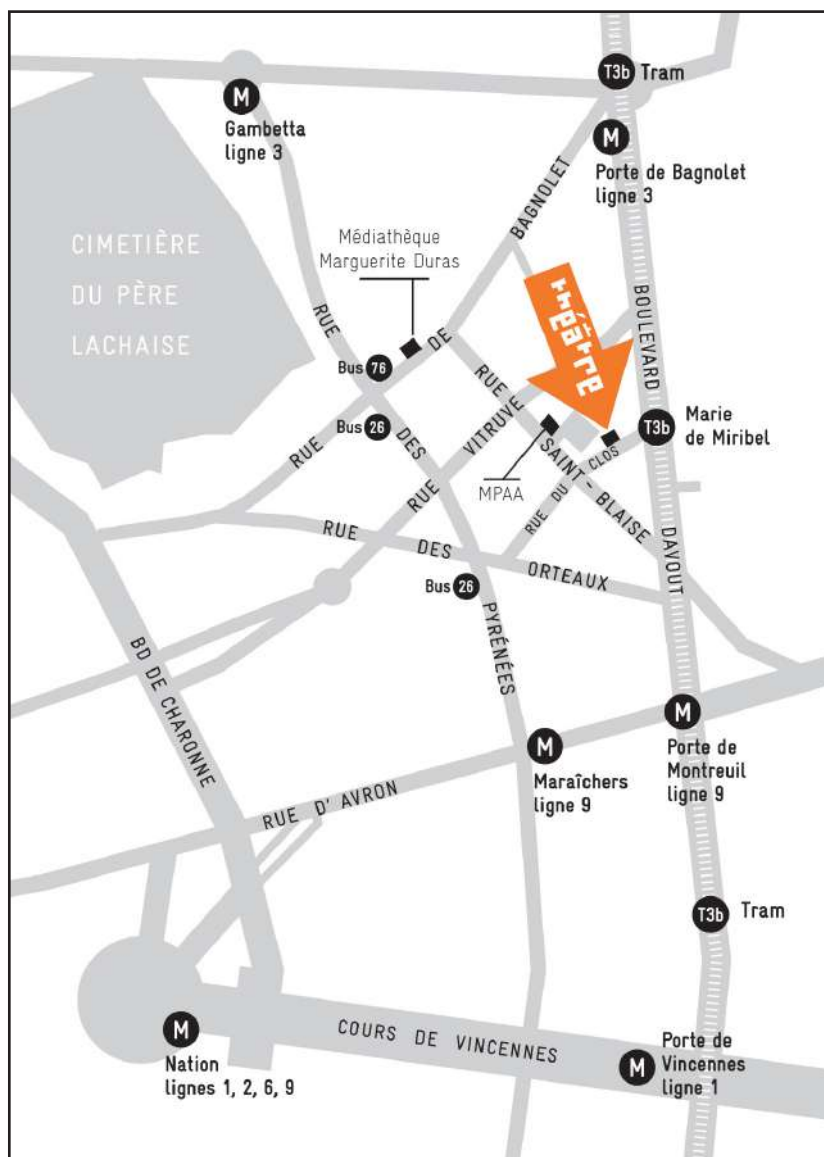 T3b Tram
M
Gambetta
ligne 3
M
Porte de Bagnolet
ligne 3
CIMETIÈRE
DU PÈRE
LACHAISE
Médiathèque
Marguerite Duras
RUE DE BAGNOLET
théâtre
BOULEVARD DAVOUT
Bus 76
Bus 26
RUE VITRUVE
RUE SAINT-BLAISE
MPAA
RUE DU CLOS
T3b
Marie
de Miribel
RUE DES ORTEAUX
RUE DES PYRÉNÉES
Bus 26
BD DE CHARONNE
M
Maraîchers
ligne 9
M
Porte de
Montreuil
ligne 9
RUE D'AVRON
T3b Tram
M
Nation
lignes 1, 2, 6, 9
COURS DE VINCENNES
M
Porte de
Vincennes
ligne 1